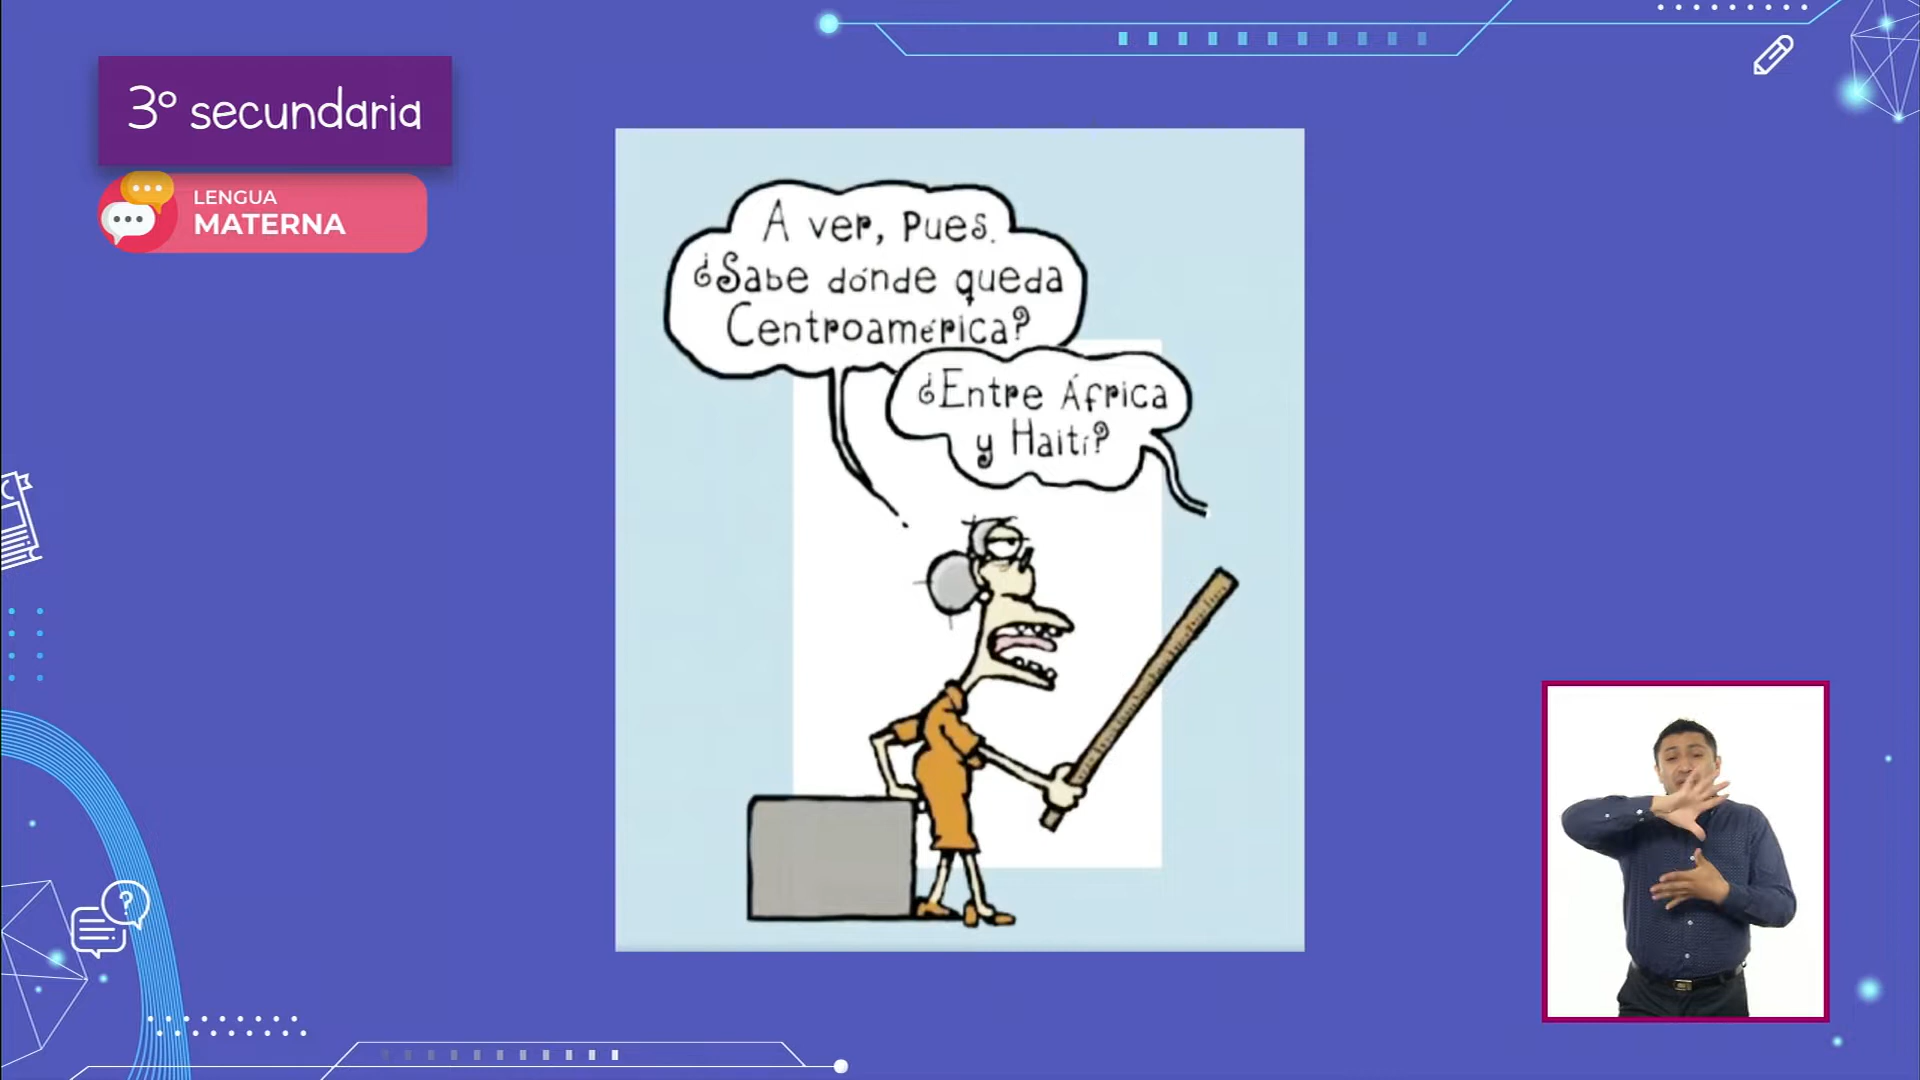 3° secundaria
LENGUA
MATERNA
A ver, pues.
¿Sabe dónde queda
Centroamérica?
¿Entre África
y Haití?
?